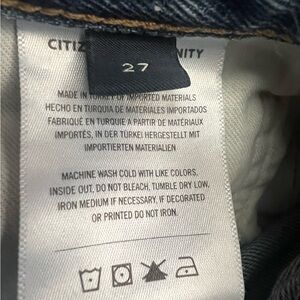 CITIZ NITY
27
MADE IN TURKEY OF IMPORTED MATERIALS
HECHO EN TURQUIA DE MATERIALES IMPORTADOS
FABRIQUÉ EN TURQUIE A PARTIR DE MATÉRIAUX
IMPORTÉS, IN DER TÜRKEI HERGESTELLT MIT
IMPORTIERTEN MATERIALIEN
MACHINE WASH COLD WITH LIKE COLORS,
INSIDE OUT, DO NOT BLEACH, TUMBLE DRY LOW,
IRON MEDIUM IF NECESSARY, IF DECORATED
OR PRINTED DO NOT IRON.